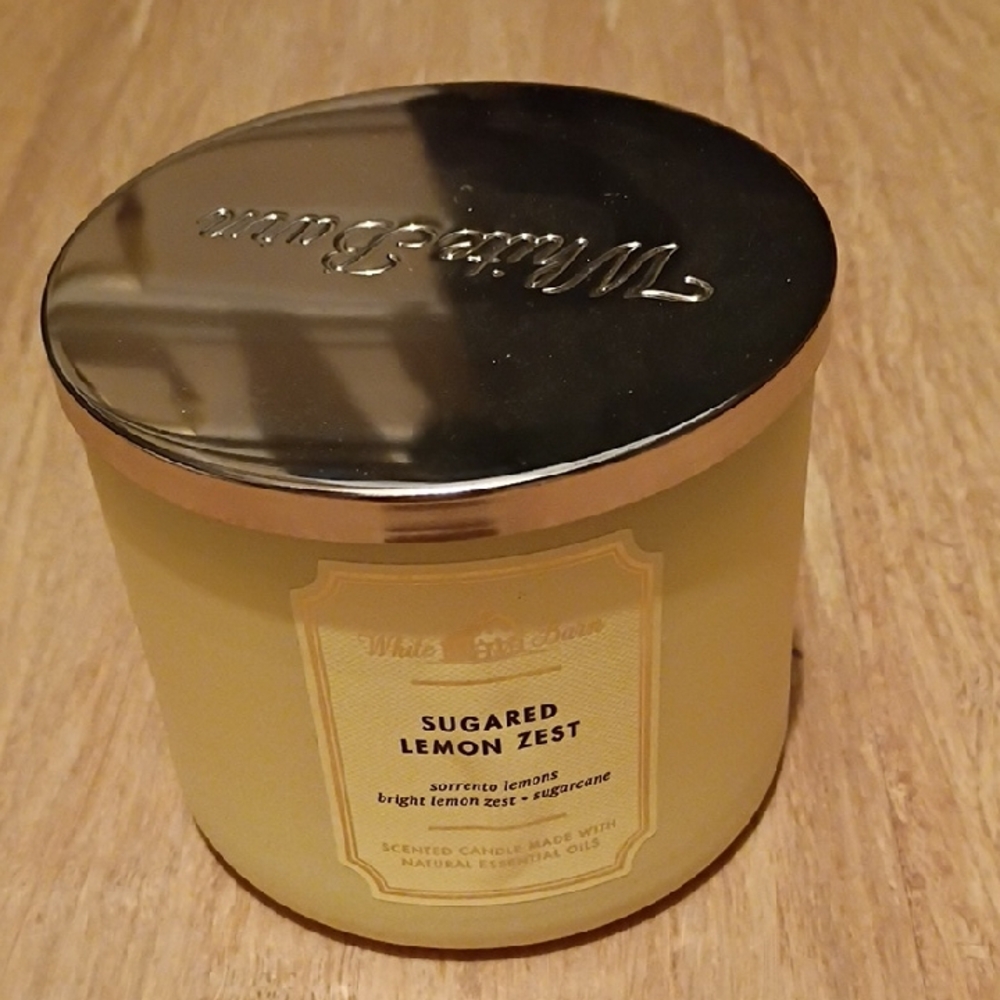 White Barn
White Barn
SUGARED
LEMON ZEST
sorrento lemons
bright lemon zest - sugarcane
SCENTED CANDLE MADE WITH
NATURAL ESSENTIAL OILS